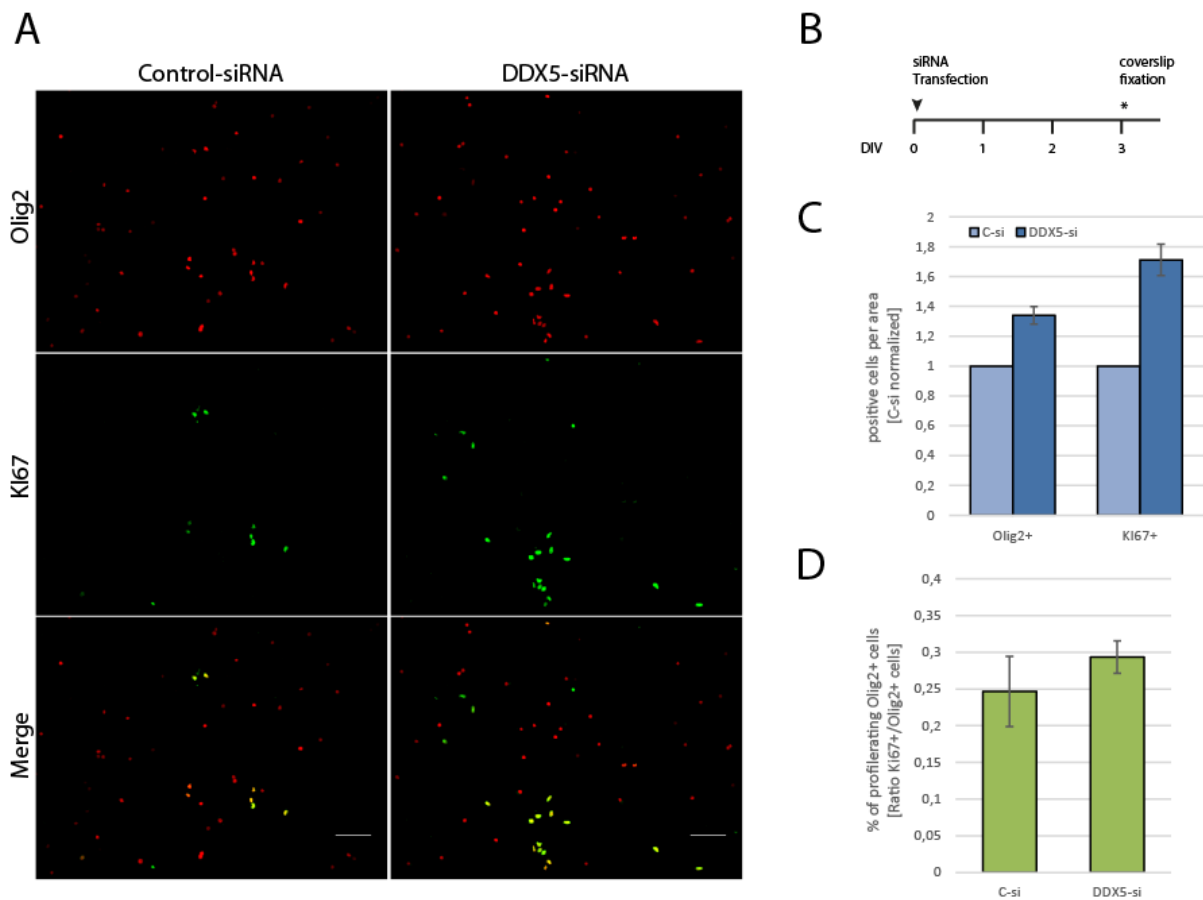 A
Control-siRNA
DDX5-siRNA
Olig2
KI67
Merge
B
siRNA
Transfection
coverslip
fixation
*
DIV
0
1
2
3
C
2
1,8
1,6
1,4
1,2
1
0,8
0,6
0,4
0,2
0
positive cells per area
[C-si normalized]
C-si
DDX5-si
Olig2+
KI67+
D
0,4
0,35
0,3
0,25
0,2
0,15
0,1
0,05
0
% of profilerating Olig2+ cells
[Ratio Ki67+/Olig2+ cells]
C-si
DDX5-si